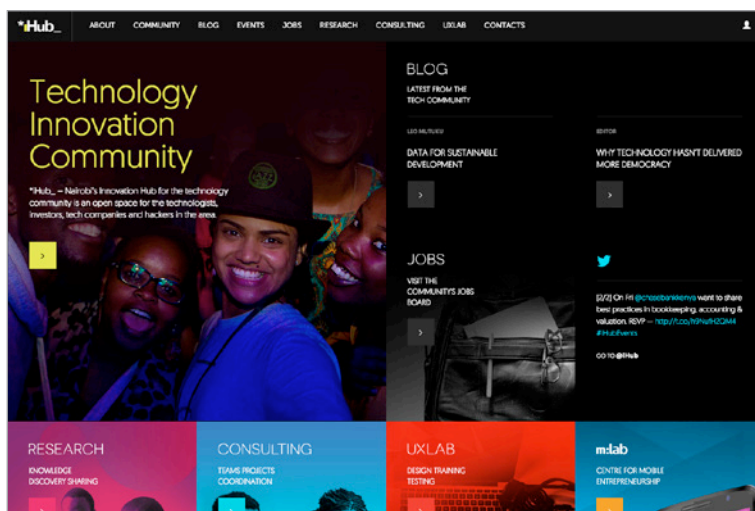 *iHub_ ABOUT COMMUNITY BLOG EVENTS JOBS RESEARCH CONSULTING UXLAB CONTACTS
Technology
Innovation
Community
*iHub_ – Nairobi's Innovation Hub for the technology
community is an open space for the technologists,
investors, tech companies and hackers in the area.
BLOG
LATEST FROM THE
TECH COMMUNITY
LEO MUTUKU
DATA FOR SUSTAINABLE
DEVELOPMENT
EDITOR
WHY TECHNOLOGY HASN'T DELIVERED
MORE DEMOCRACY
JOBS
VISIT THE
COMMUNITY'S JOBS
BOARD
[2/2] On Fri @chasebankkenya want to share
best practices in bookkeeping, accounting &
valuation. RSVP —
#iHubEvents
GO TO @iHub
RESEARCH
KNOWLEDGE
DISCOVERY SHARING
CONSULTING
TEAMS PROJECTS
COORDINATION
UXLAB
DESIGN TRAINING
TESTING
m:lab
CENTRE FOR MOBILE
ENTREPRENEURSHIP